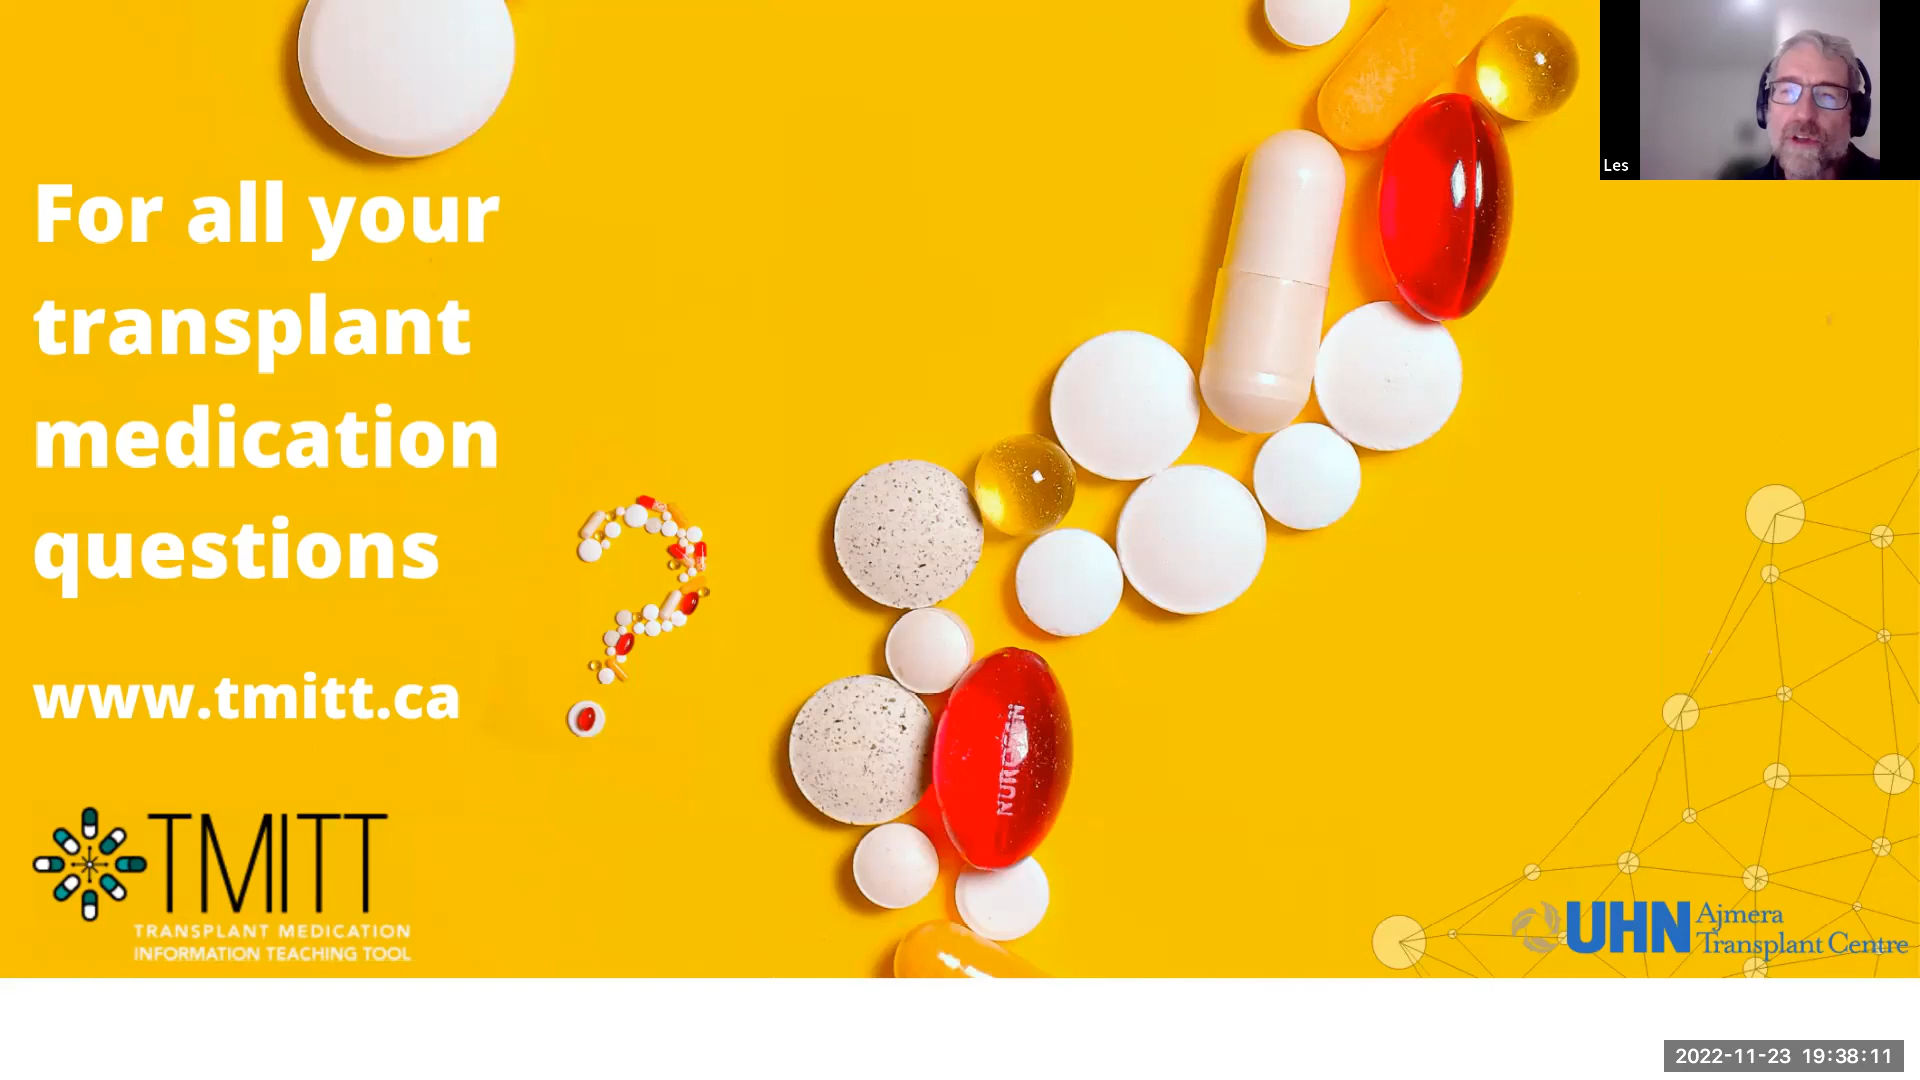 For all your
transplant
medication
questions
www.tmitt.ca
TMITT
TRANSPLANT MEDICATION
INFORMATION TEACHING TOOL
NUROFEN
Les
UHN Ajmera
Transplant Centre
2022-11-23 19:38:11